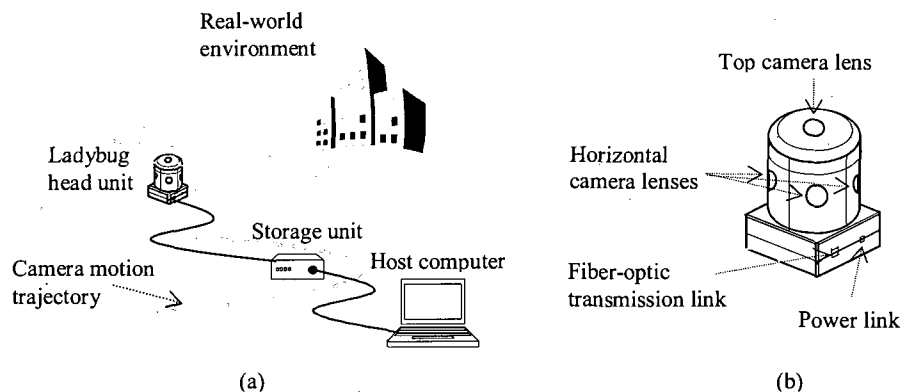 Real-world
environment
Ladybug
head unit
Storage unit
Host computer
Camera motion
trajectory
(a)
Top camera lens
Horizontal
camera lenses
Fiber-optic
transmission link
Power link
(b)